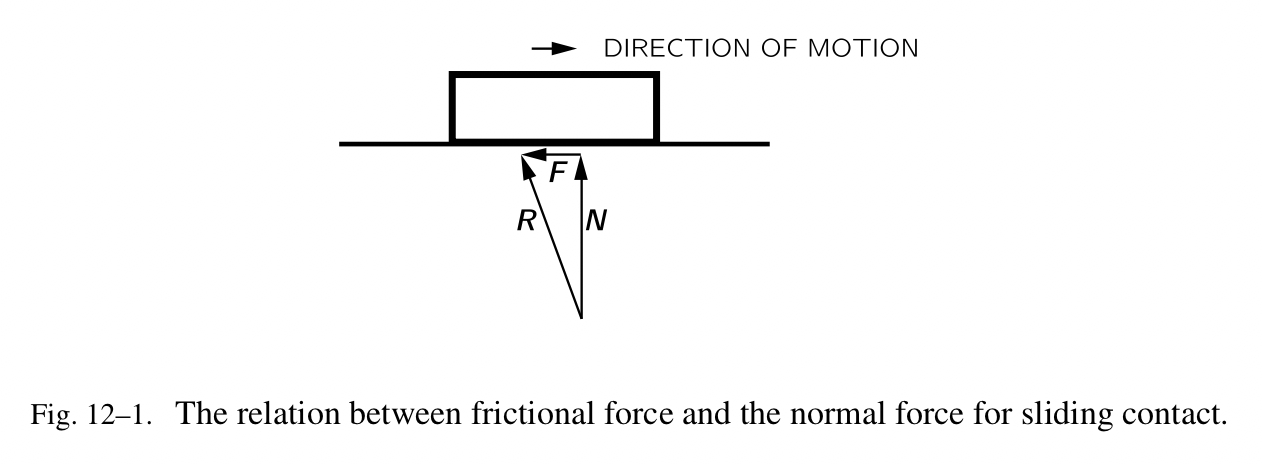 DIRECTION OF MOTION
F
R
N
Fig. 12–1. The relation between frictional force and the normal force for sliding contact.